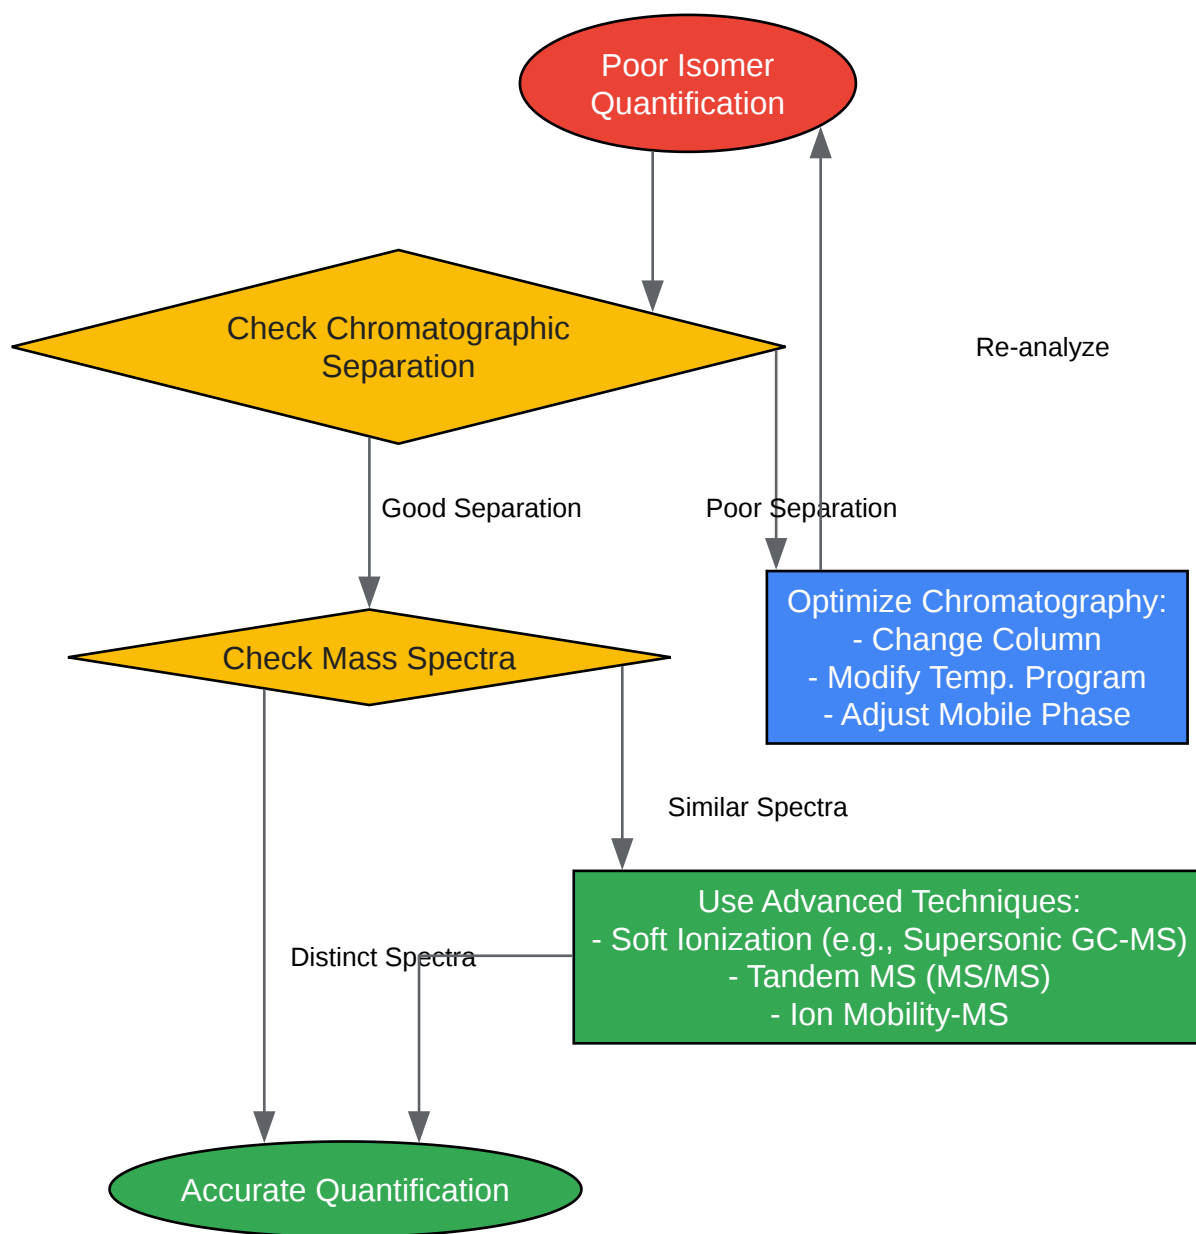 Poor Isomer
Quantification
Check Chromatographic
Separation
Re-analyze
Good Separation
Poor Separation
Optimize Chromatography:
- Change Column
- Modify Temp. Program
- Adjust Mobile Phase
Check Mass Spectra
Similar Spectra
Use Advanced Techniques:
- Soft Ionization (e.g., Supersonic GC-MS)
- Tandem MS (MS/MS)
- Ion Mobility-MS
Distinct Spectra
Accurate Quantification